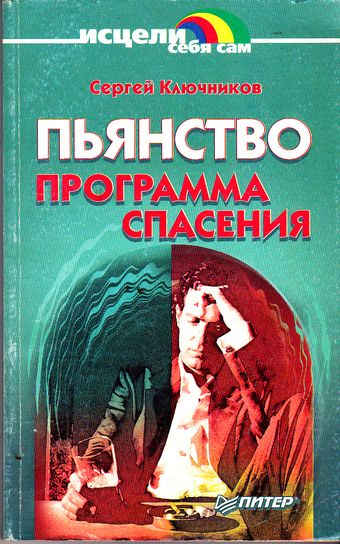 исцели
себя сам
Сергей Ключников
ПЬЯНСТВО
ПРОГРАММА
СПАСЕНИЯ
ПИТЕР